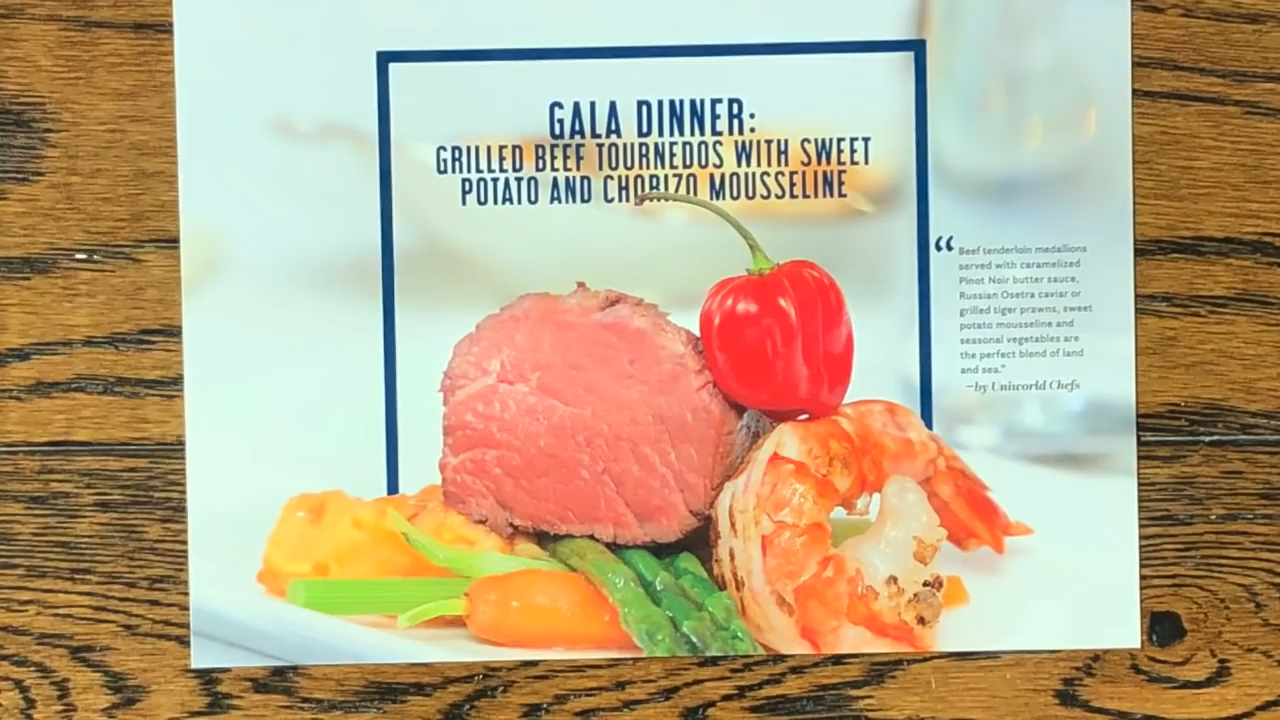 GALA DINNER:
GRILLED BEEF TOURNEDOS WITH SWEET
POTATO AND CHORIZO MOUSSELINE
“ Beef tenderloin medallions
served with caramelized
Pinot Noir butter sauce,
Russian Osetra caviar or
grilled tiger prawns, sweet
potato mousseline and
seasonal vegetables are
the perfect blend of land
and sea.”
–by Uniworld Chefs